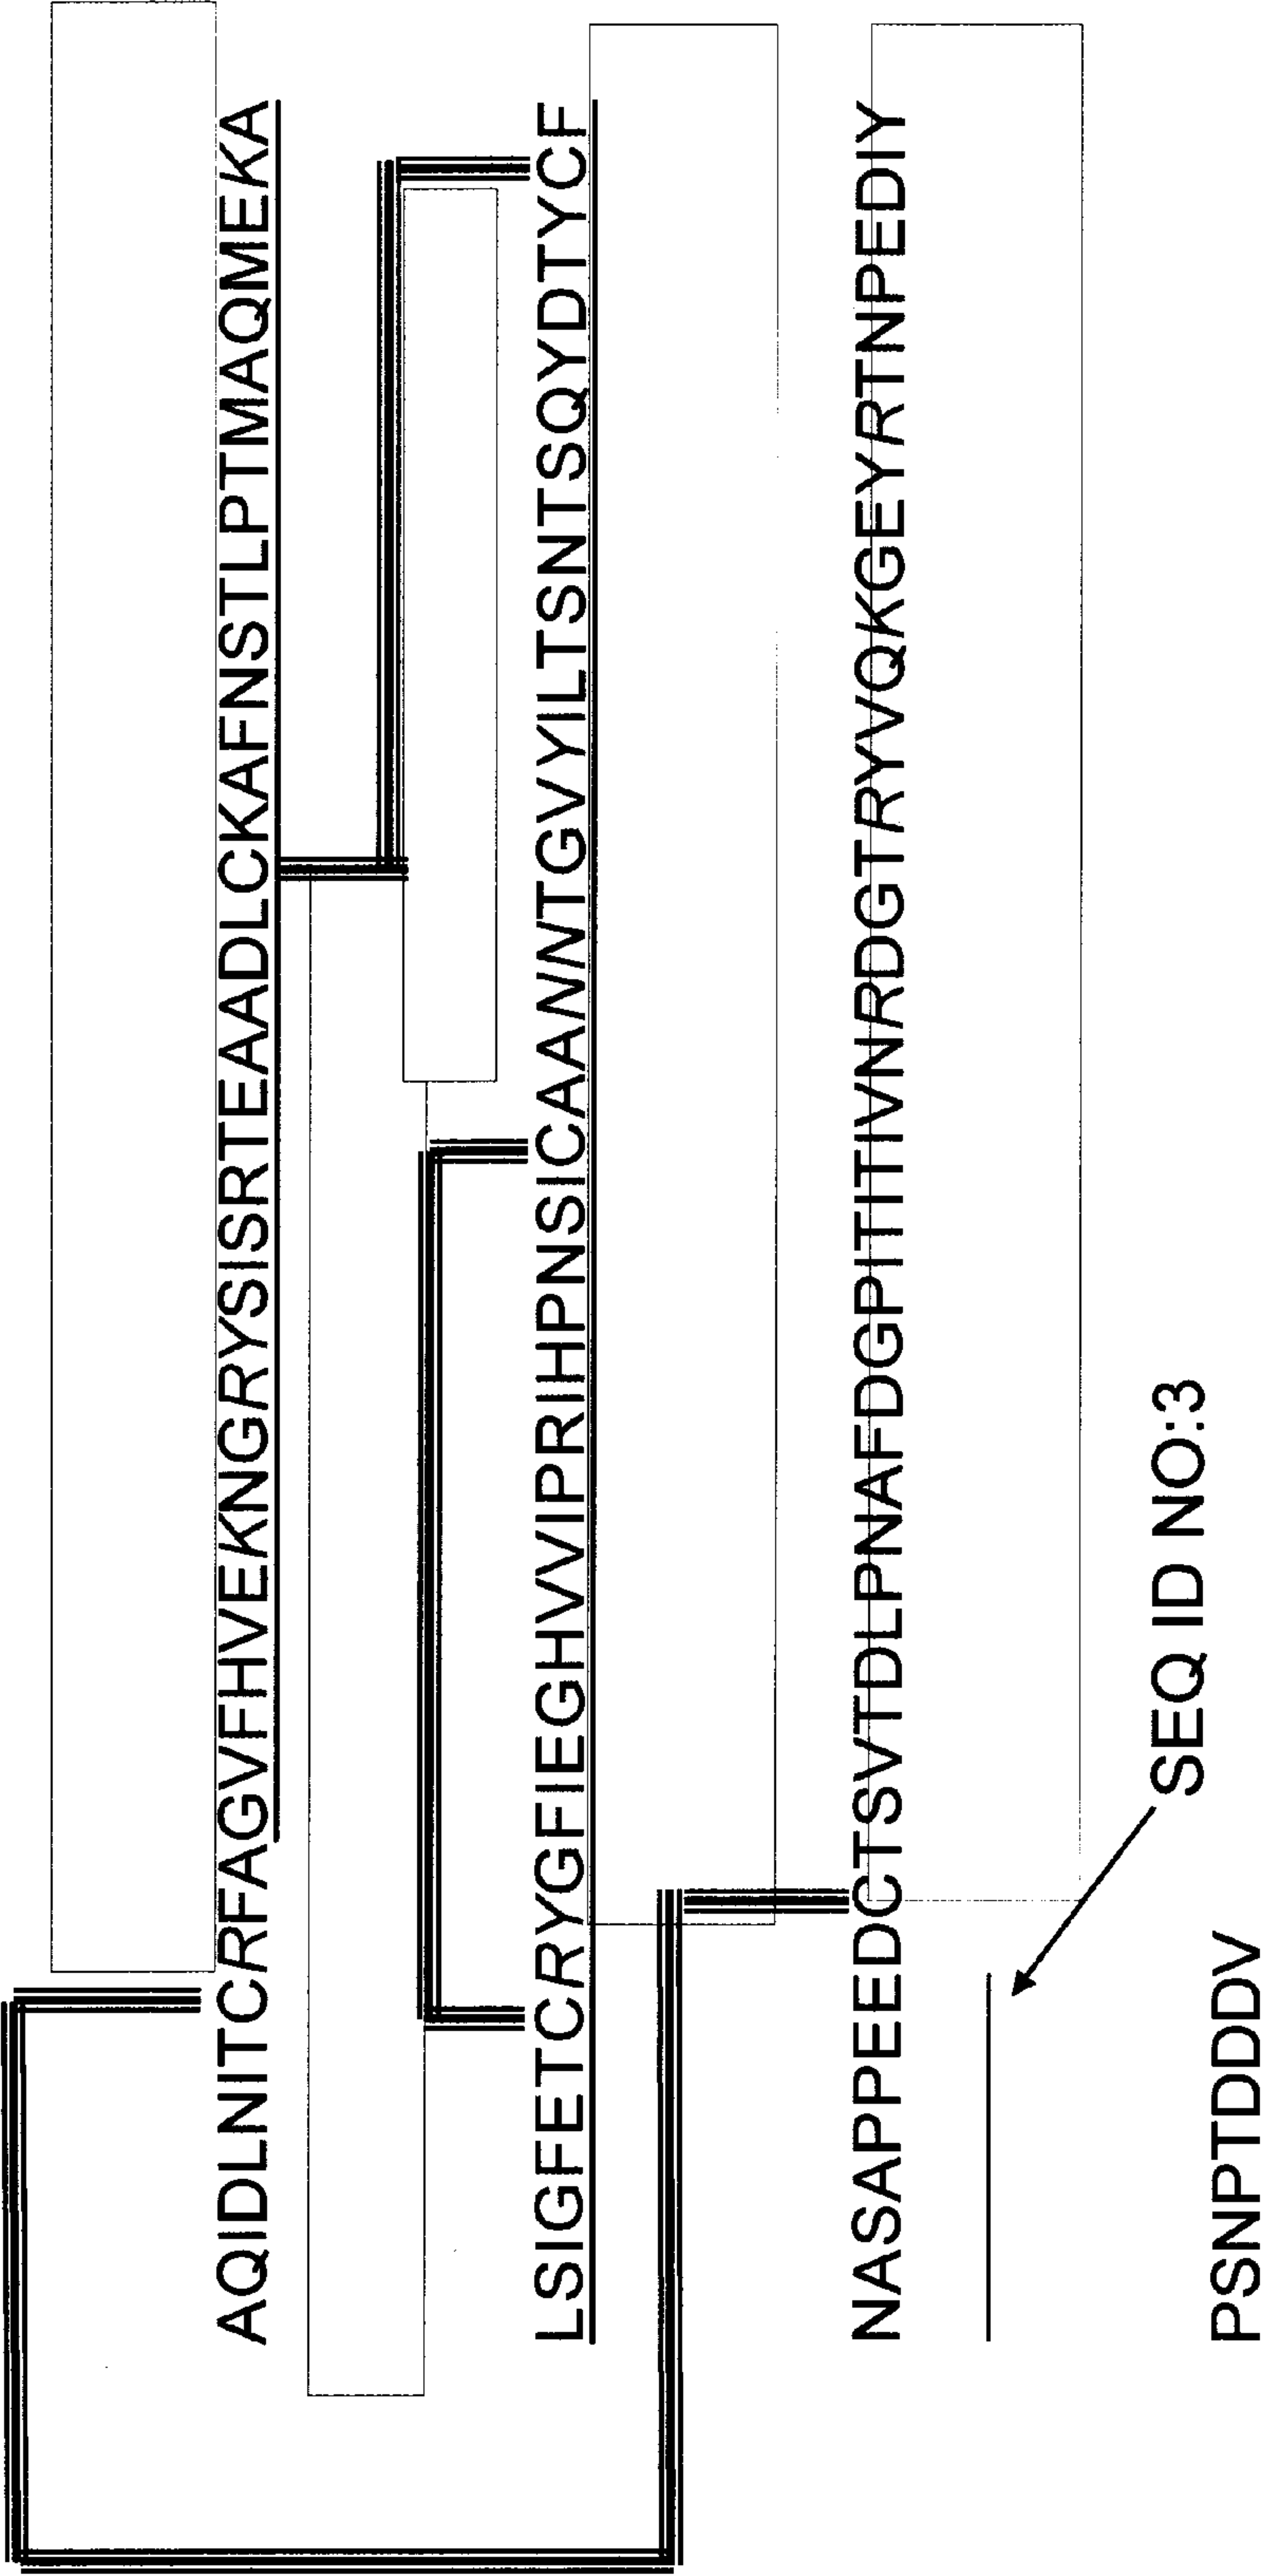 AQIDLNITCRFAGVFHVEKNGRYSISRTEAADLCKAFNSTLPTMAQMEKA
LSIGFETCRYGFIEGHVVIPRIHPNSICAANNTGVYILTSNTSQYDTYCF
NASAPPEEDCTSVTDLPNAFDGPITITIVNRDGTRYVQKGEYRTNPEDIY
SEQ ID NO:3
PSNPTDDDV